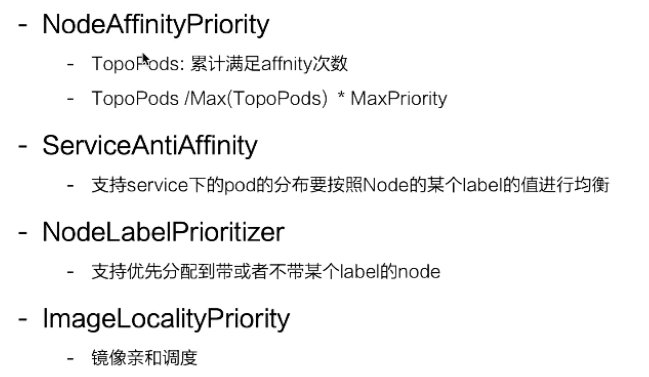 - NodeAffinityPriority
- TopoPods: 累计满足affnity次数
- TopoPods /Max(TopoPods) * MaxPriority
- ServiceAntiAffinity
- 支持service下的pod的分布要按照Node的某个label的值进行均衡
- NodeLabelPrioritizer
- 支持优先分配到带或者不带某个label的node
- ImageLocalityPriority
- 镜像亲和调度